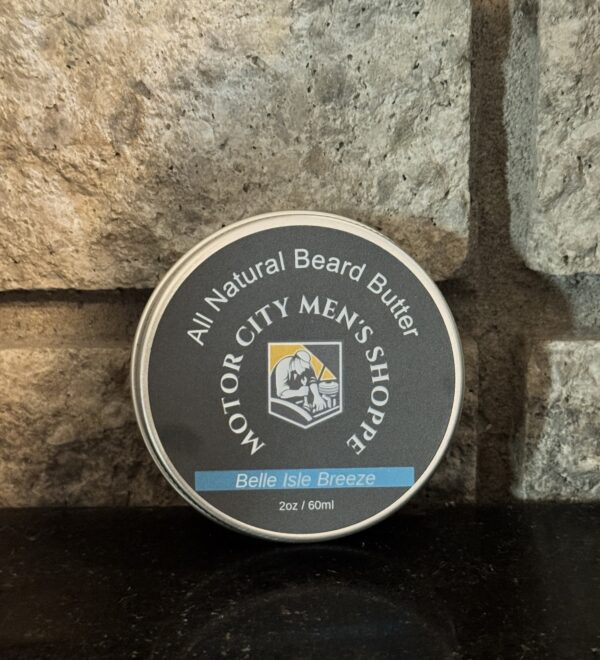 All Natural Beard Butter
MOTOR CITY MEN'S SHOPPE
Belle Isle Breeze
2oz / 60ml